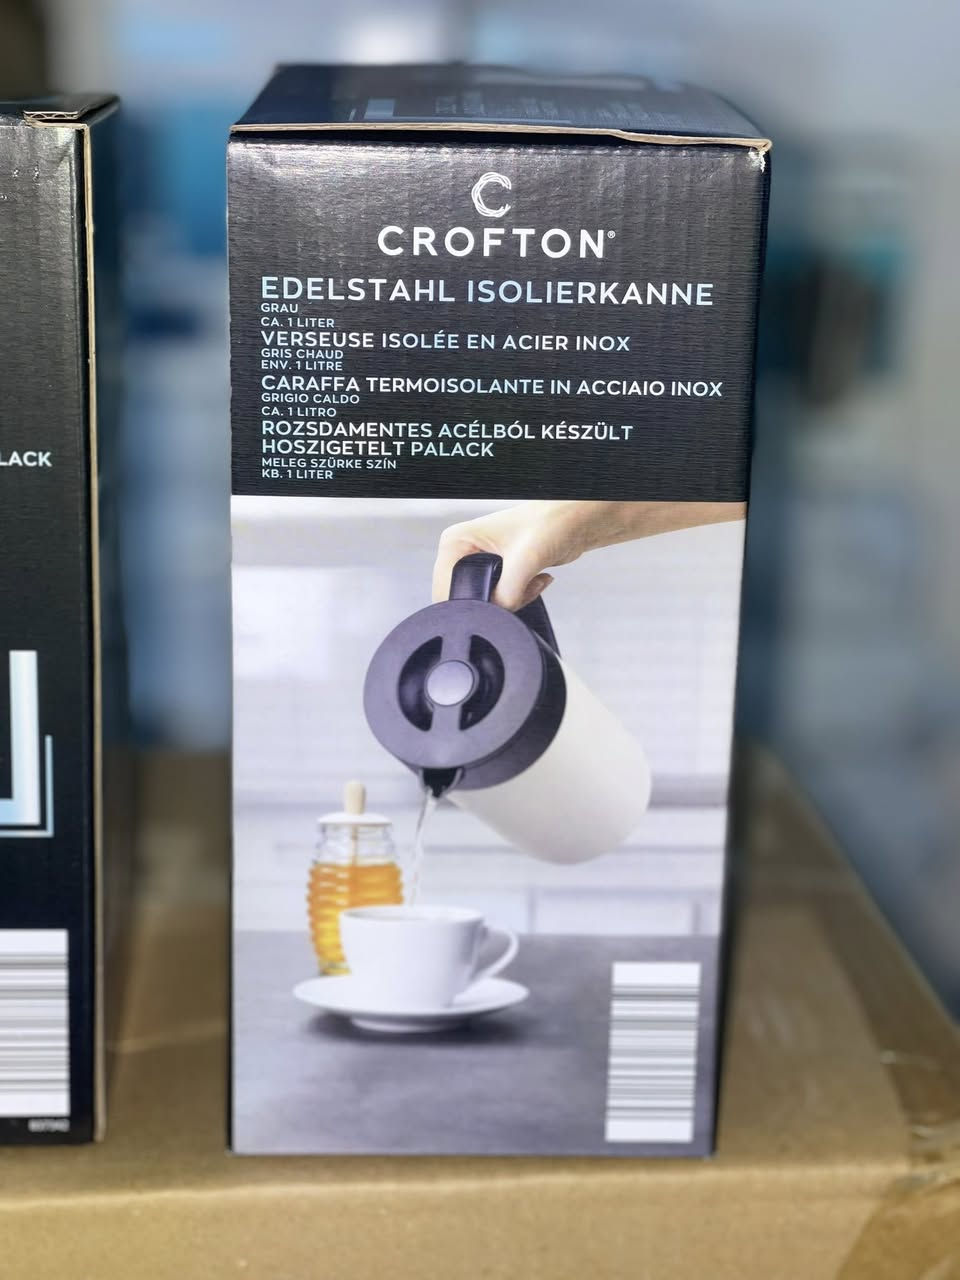 CROFTON®
EDELSTAHL ISOLIERKANNE
GRAU
CA. 1 LITER
VERSEUSE ISOLÉE EN ACIER INOX
GRIS CHAUD
ENV. 1 LITRE
CARAFFA TERMOISOLANTE IN ACCIAIO INOX
GRIGIO CALDO
CA. 1 LITRO
ROZSDAMENTES ACÉLBÓL KÉSZÜLT
HOSZIGETELT PALACK
MELEG SZÜRKE SZÍN
KB. 1 LITER
LACK